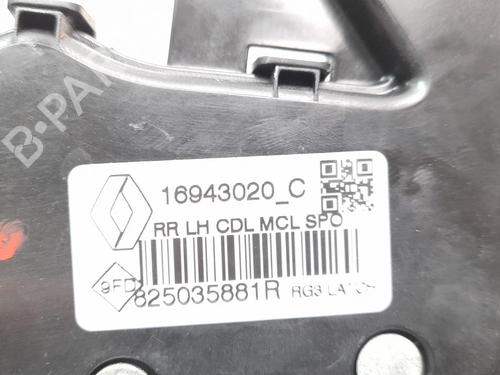 B-PA
16943020_C
RR LH CDL MCL SPO
9FD
825035881R RG3 LATCH